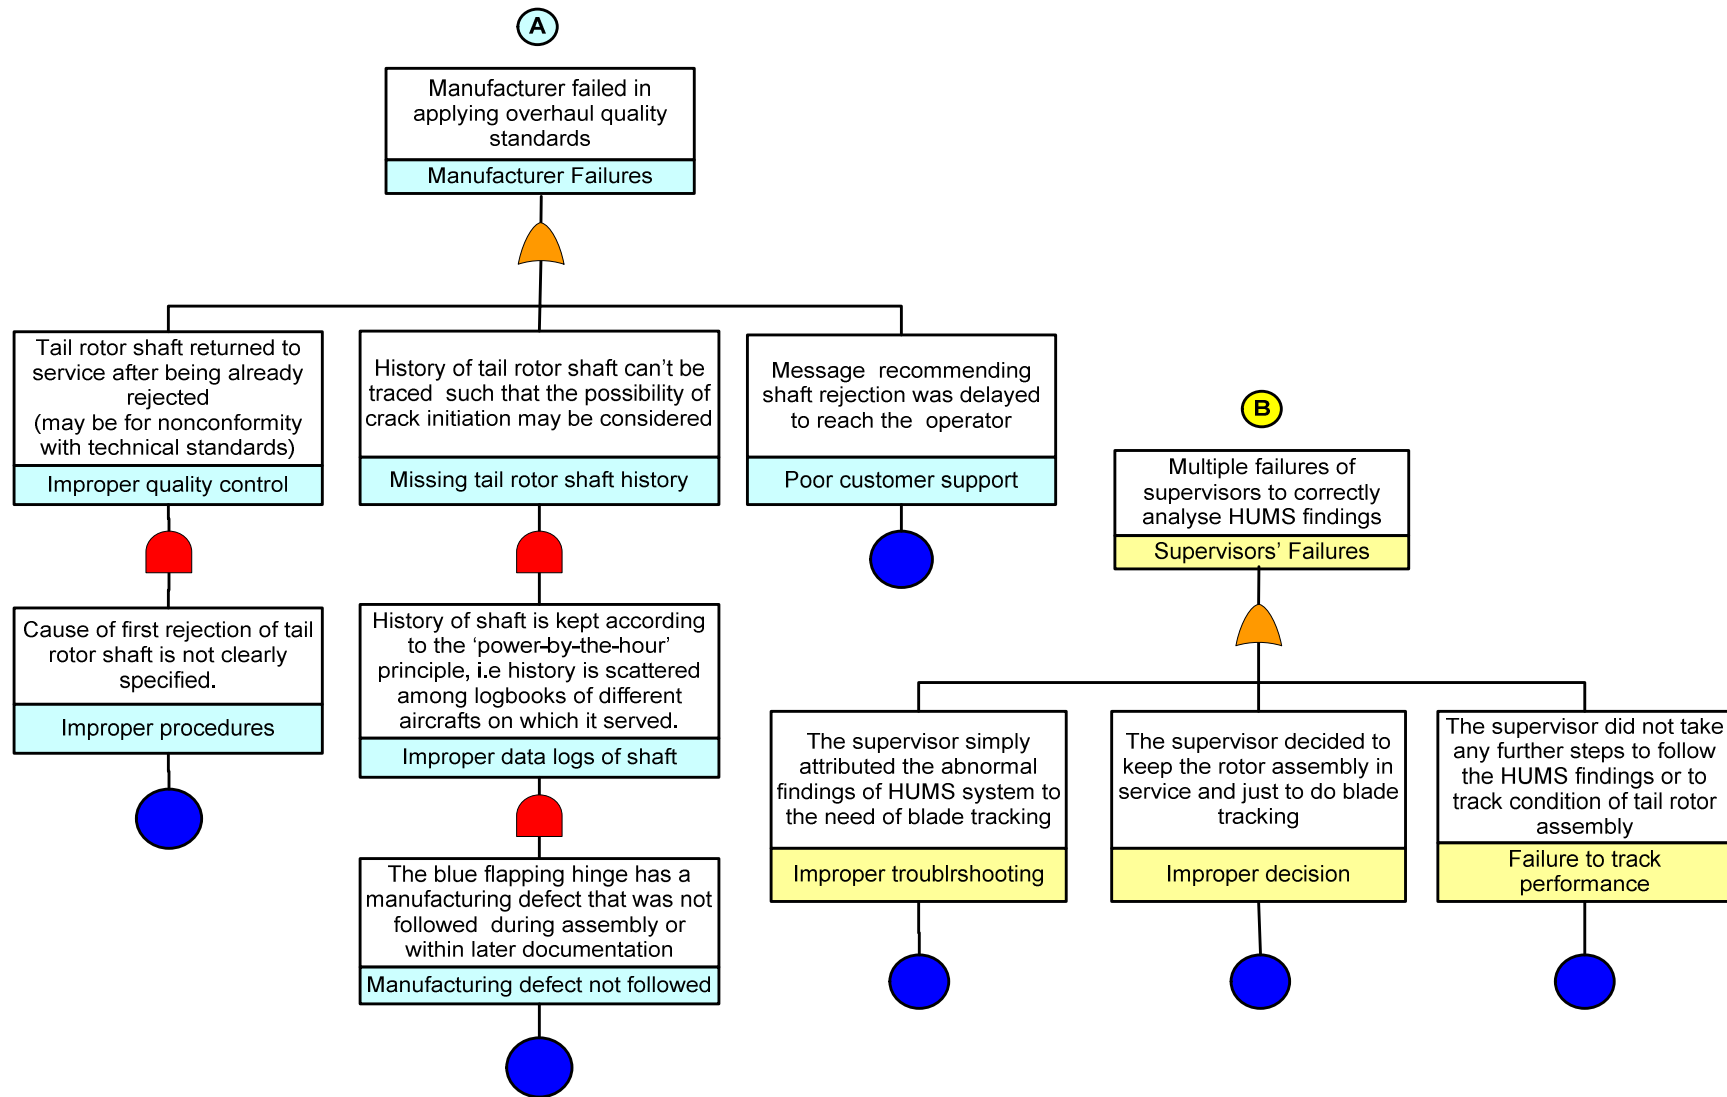 A
Manufacturer failed in
applying overhaul quality
standards
Manufacturer Failures
Tail rotor shaft returned to
service after being already
rejected
(may be for nonconformity
with technical standards)
Improper quality control
History of tail rotor shaft can't be
traced such that the possibility of
crack initiation may be considered
Missing tail rotor shaft history
Message recommending
shaft rejection was delayed
to reach the operator
Poor customer support
Cause of first rejection of tail
rotor shaft is not clearly
specified.
Improper procedures
History of shaft is kept according
to the ‘power-by-the-hour’
principle, i.e history is scattered
among logbooks of different
aircrafts on which it served.
Improper data logs of shaft
The blue flapping hinge has a
manufacturing defect that was not
followed during assembly or
within later documentation
Manufacturing defect not followed
B
Multiple failures of
supervisors to correctly
analyse HUMS findings
Supervisors’ Failures
The supervisor simply
attributed the abnormal
findings of HUMS system to
the need of blade tracking
Improper troublrshooting
The supervisor decided to
keep the rotor assembly in
service and just to do blade
tracking
Improper decision
The supervisor did not take
any further steps to follow
the HUMS findings or to
track condition of tail rotor
assembly
Failure to track
performance